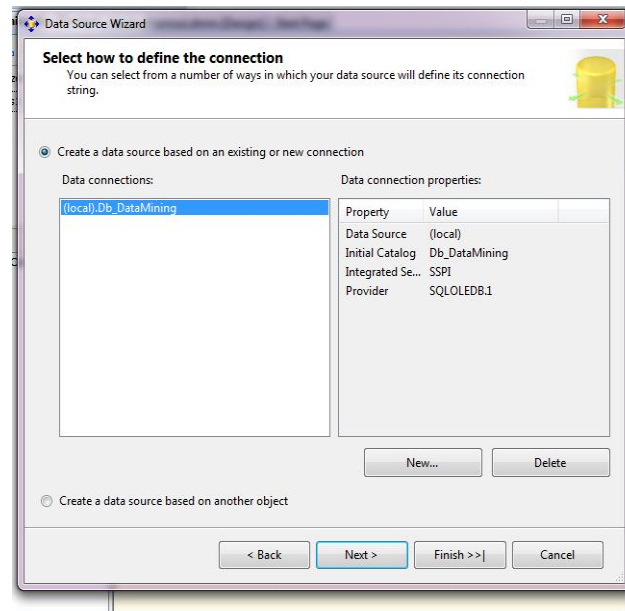 Data Source Wizard
Select how to define the connection
You can select from a number of ways in which your data source will define its connection
string.
Create a data source based on an existing or new connection
Data connections:
Data connection properties:
(local).Db_DataMining
Property Value
Data Source (local)
Initial Catalog Db_DataMining
Integrated Se... SSPI
Provider SQLOLEDB.1
New... Delete
Create a data source based on another object
< Back Next > Finish >>| Cancel